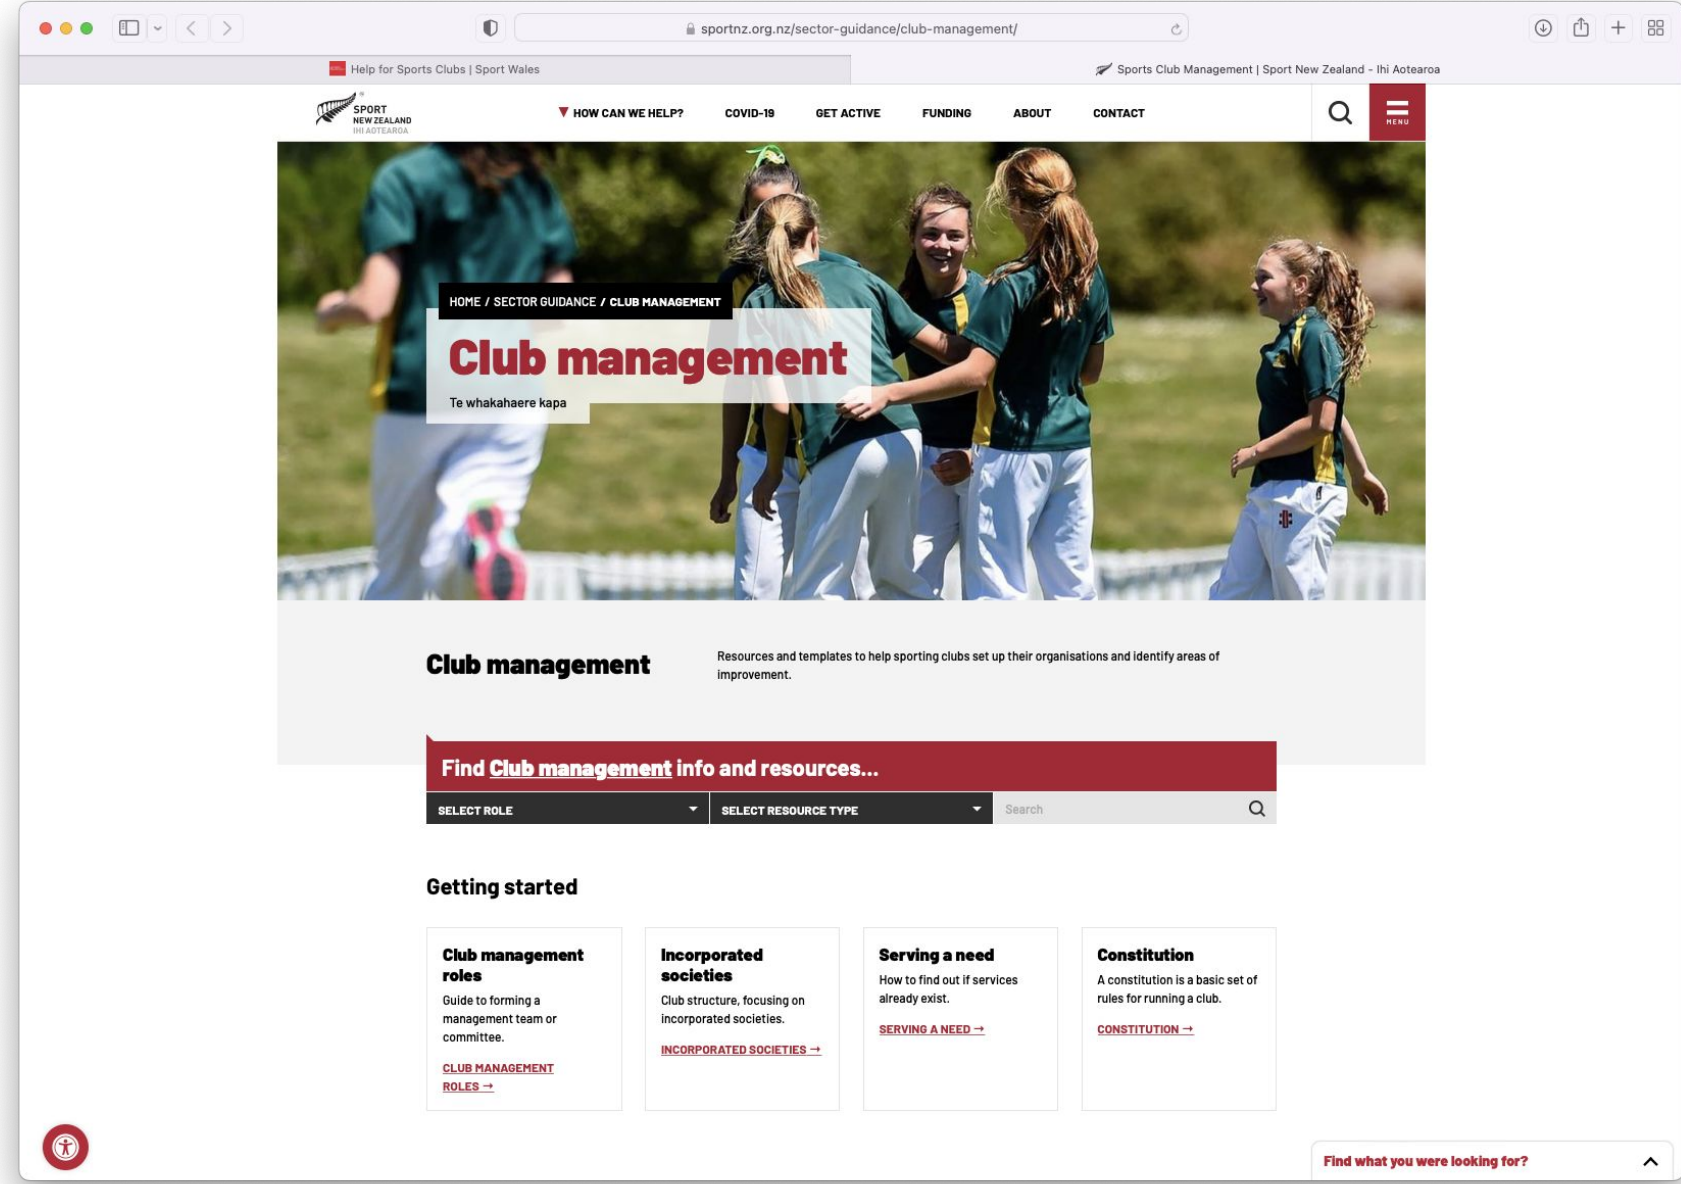 sportnz.org.nz/sector-guidance/club-management/
Help for Sports Clubs | Sport Wales
Sports Club Management | Sport New Zealand - Ihi Aotearoa
SPORT
NEW ZEALAND
IHI AOTEAROA
HOW CAN WE HELP?
COVID-19
GET ACTIVE
FUNDING
ABOUT
CONTACT
MENU
HOME / SECTOR GUIDANCE / CLUB MANAGEMENT
Club management
Te whakahaere kapa
Club management
Resources and templates to help sporting clubs set up their organisations and identify areas of
improvement.
Find Club management info and resources...
SELECT ROLE
SELECT RESOURCE TYPE
Search
Getting started
Club management
roles
Guide to forming a
management team or
committee.
CLUB MANAGEMENT
ROLES →
Incorporated
societies
Club structure, focusing on
incorporated societies.
INCORPORATED SOCIETIES →
Serving a need
How to find out if services
already exist.
SERVING A NEED →
Constitution
A constitution is a basic set of
rules for running a club.
CONSTITUTION →
Find what you were looking for?